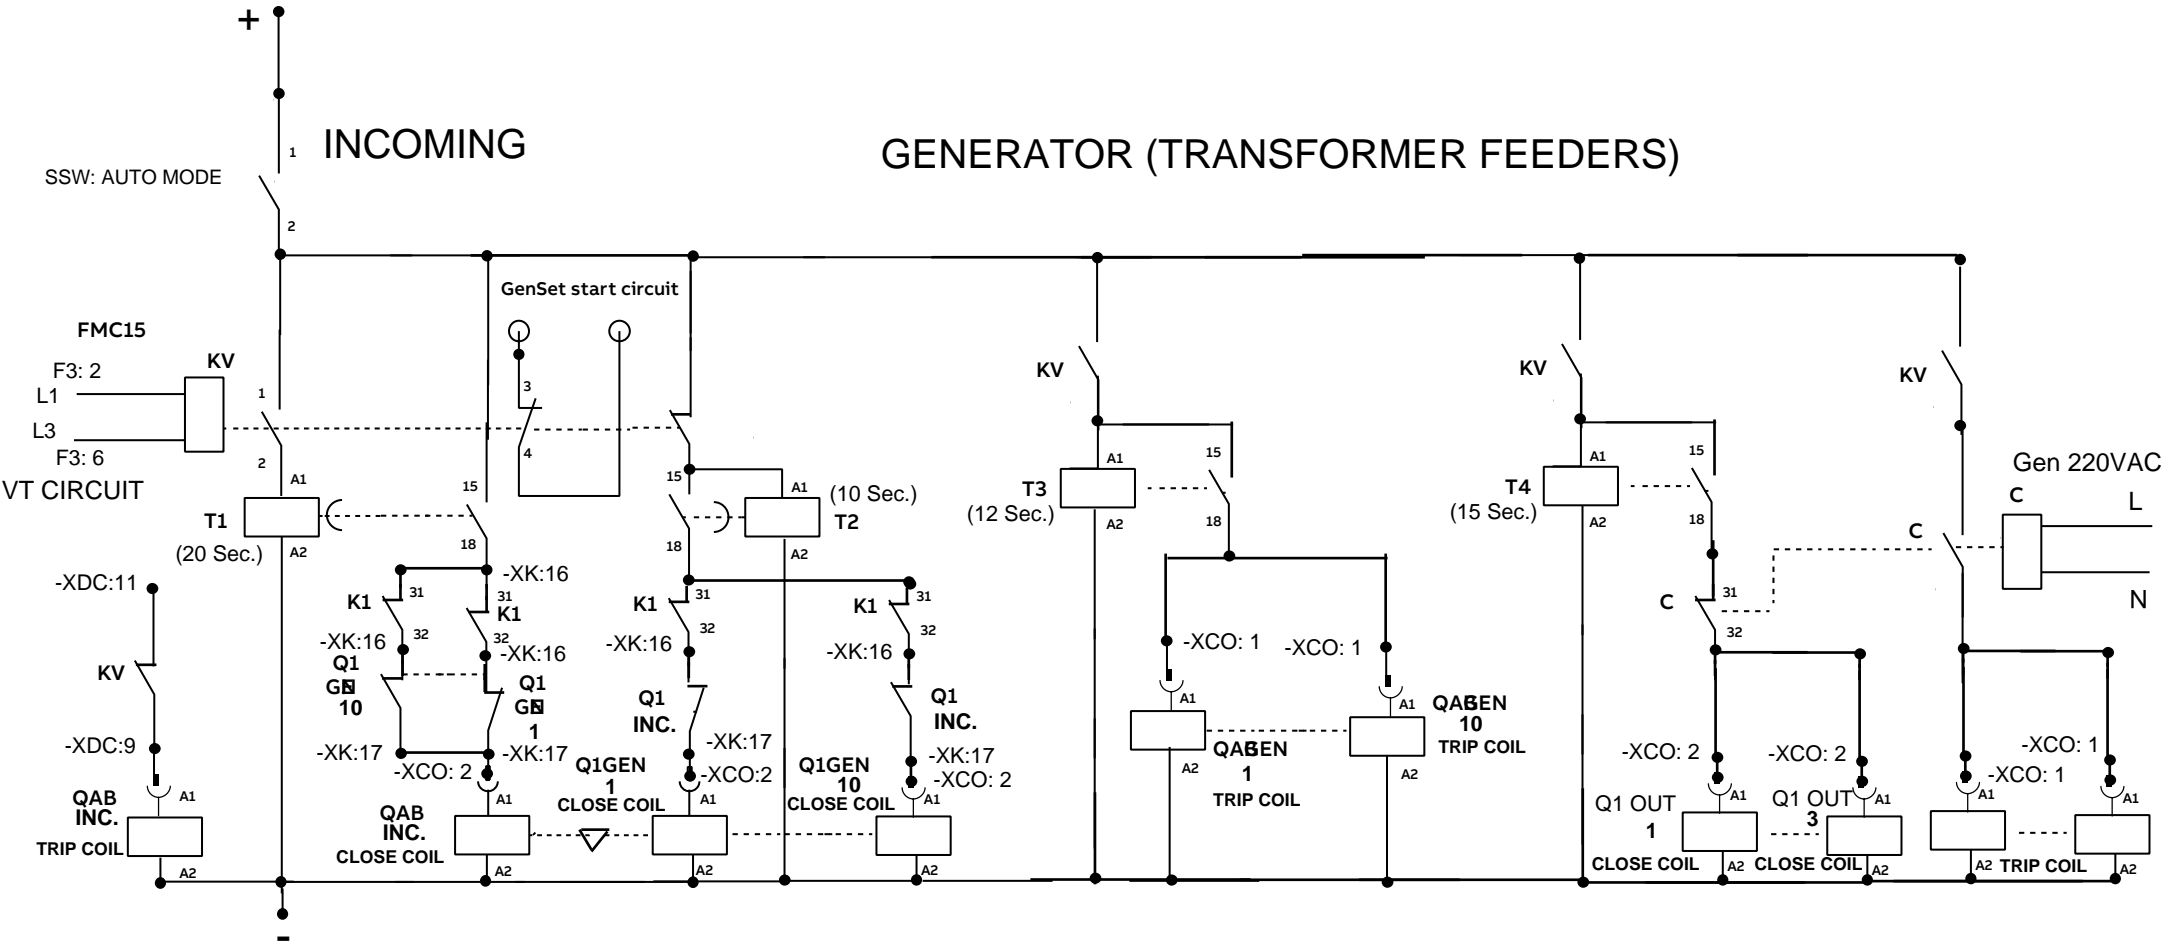 +
1
INCOMING
GENERATOR (TRANSFORMER FEEDERS)
SSW: AUTO MODE
2
GenSet start circuit
FMC15
KV
F3: 2
L1
L3
F3: 6
VT CIRCUIT
1
2
3
4
KV
KV
KV
A1
T1
(20 Sec.)
A2
15
18
15
18
A1
(10 Sec.)
T2
A2
A1
T3
(12 Sec.)
A2
15
18
A1
T4
(15 Sec.)
A2
15
18
Gen 220VAC
C
L
N
C
C
31
32
-XDC:11
KV
-XDC:9
QAB
INC.
TRIP COIL
A1
A2
-XK:16
K1
31
32
31
K1
32
-XK:16
-XK:16
Q1
10
Q1
1
-XK:17
-XK:17
-XCO: 2
A1
QAB
INC.
CLOSE COIL
A2
K1
31
32
-XK:16
Q1
INC.
-XK:17
-XCO:2
Q1GEN
1
CLOSE COIL
A1
A2
K1
31
32
-XK:16
Q1
INC.
-XK:17
-XCO: 2
Q1GEN
10
CLOSE COIL
A1
A2
-XCO: 1
A1
1
TRIP COIL
A2
-XCO: 1
A1
10
TRIP COIL
A2
-XCO: 2
Q1 OUT
1
CLOSE COIL
A1
A2
-XCO: 2
Q1 OUT
3
CLOSE COIL
A1
A2
-XCO: 1
A1
A2
-XCO: 1
A1
TRIP COIL
A2
-